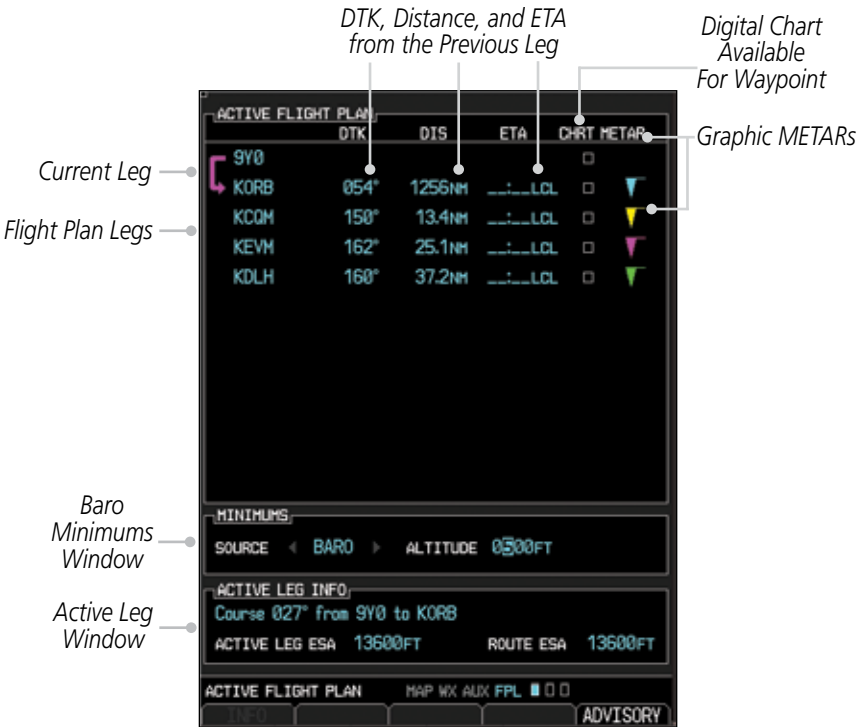 DTK, Distance, and ETA
from the Previous Leg
Digital Chart
Available
For Waypoint
ACTIVE FLIGHT PLAN
DTK DIS ETA CHRT METAR
Graphic METARs
9Y0
Current Leg
KORB 054° 1256NM __:__LCL
KCQM 150° 13.4NM __:__LCL
Flight Plan Legs
KEVM 162° 25.1NM __:__LCL
KDLH 160° 37.2NM __:__LCL
Baro
Minimums
Window
MINIMUMS
SOURCE BARO ALTITUDE 0500FT
Active Leg
Window
ACTIVE LEG INFO
Course 027° from 9Y0 to KORB
ACTIVE LEG ESA 13600FT ROUTE ESA 13600FT
ACTIVE FLIGHT PLAN MAP WX AUX FPL
INFO ADVISORY